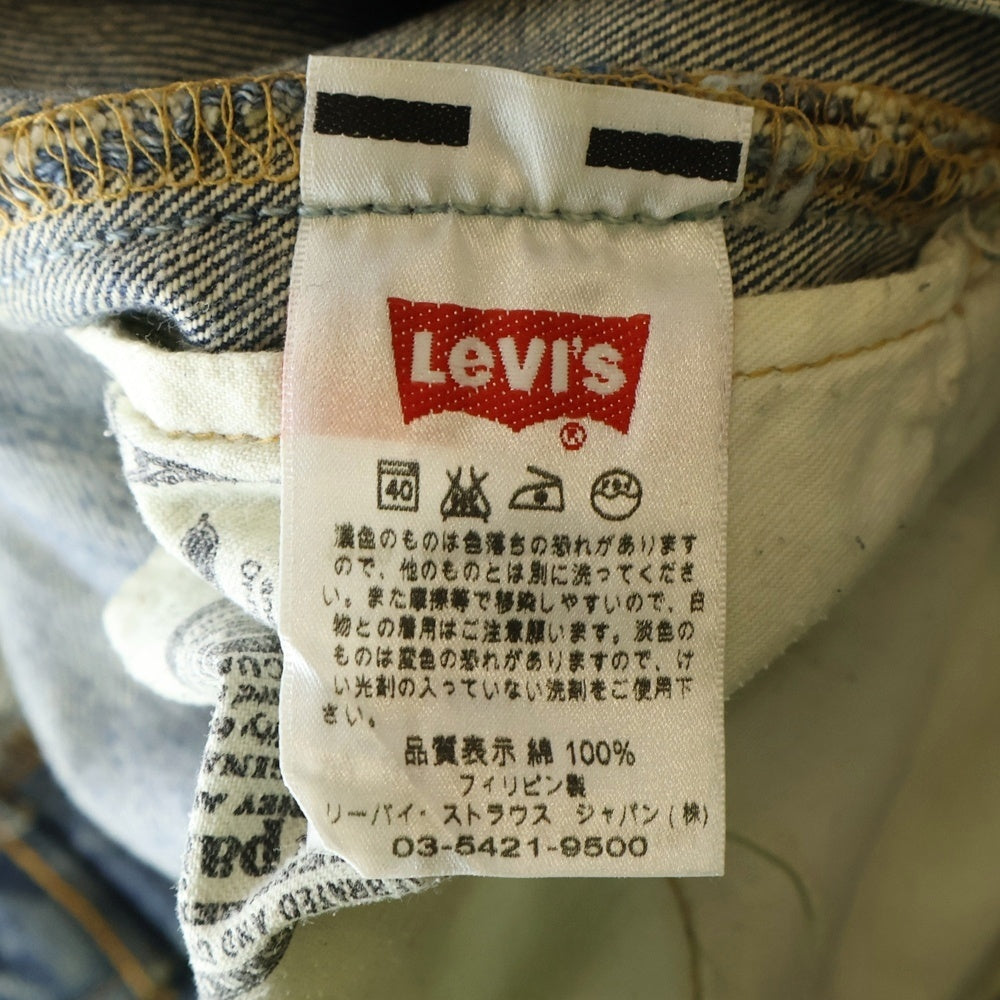 Levi's
®
40
濃色のものは色落ちの恐れがあります
ので、他のものとは別に洗ってくださ
い。また摩擦等で移染しやすいので、白
物との着用はご注意願います。淡色の
ものは変色の恐れがありますので、け
い光剤の入っていない洗剤をご使用下
さい。
品質表示 綿 100%
フィリピン製
リーバイ・ストラウス ジャパン(株)
03-5421-9500